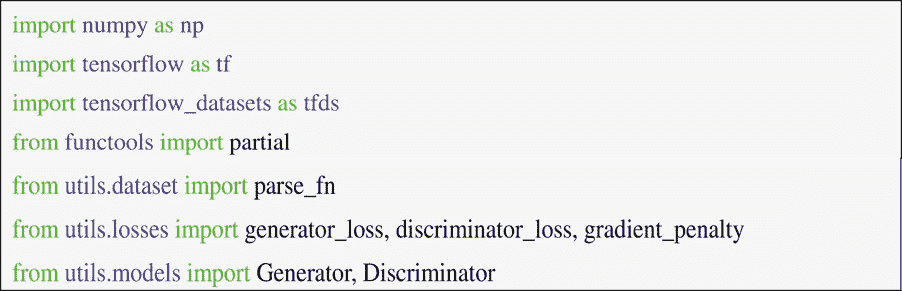 import numpy as np
import tensorflow as tf
import tensorflow_datasets as tfds
from functools import partial
from utils.dataset import parse_fn
from utils.losses import generator_loss, discriminator_loss, gradient_penalty
from utils.models import Generator, Discriminator